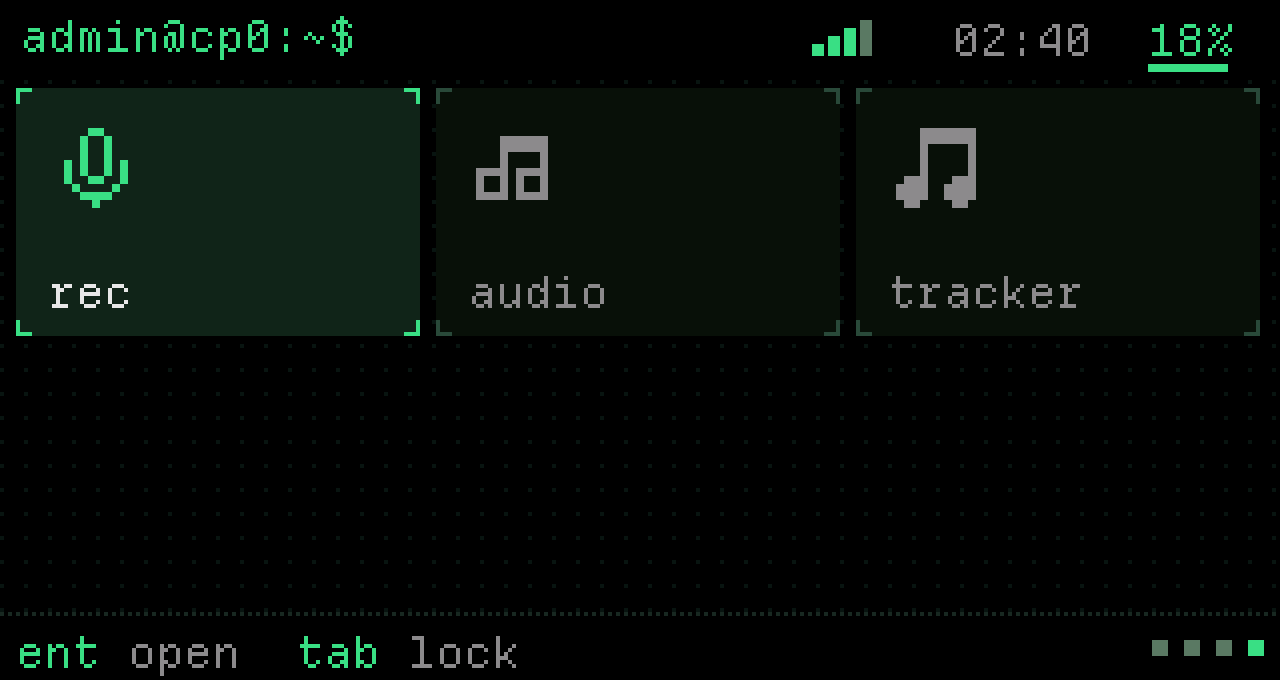 admin@cp0:~$ 02:40 18%
rec audio tracker
ent open tab lock